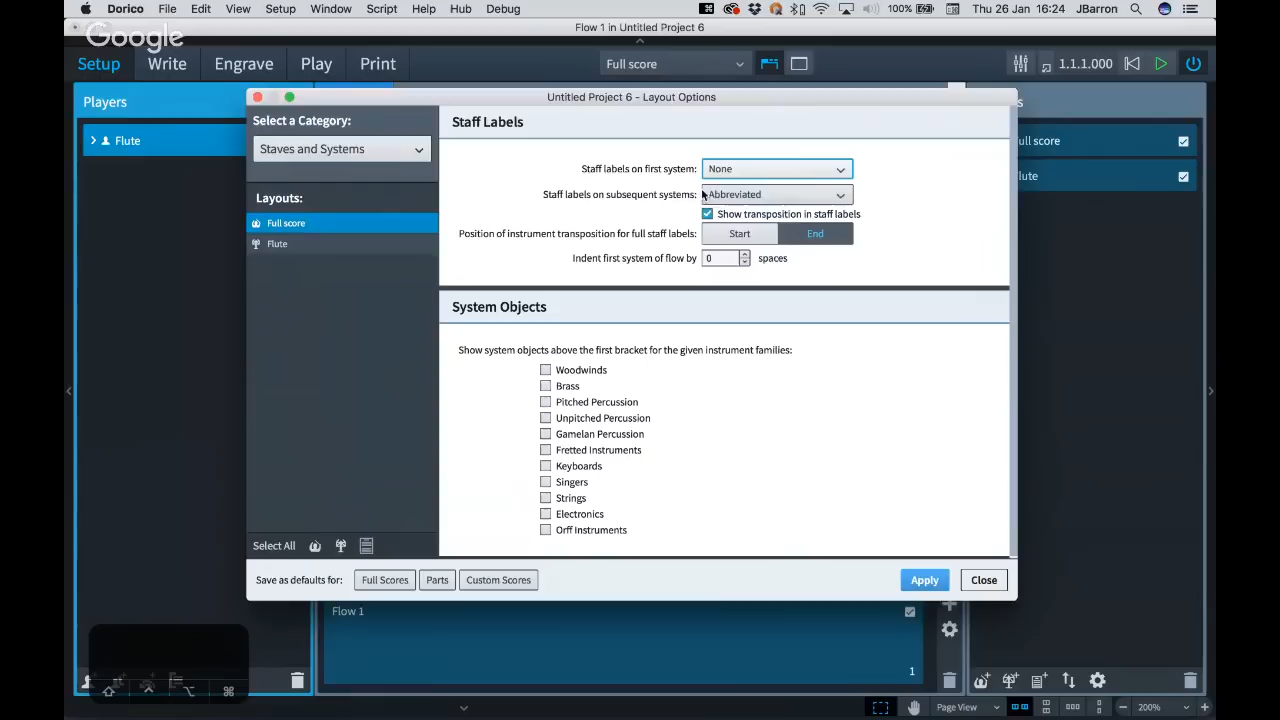 Dorico File Edit View Setup Window Script Help Hub Debug 100% Thu 26 Jan 16:24 JBarron
Flow 1 in Untitled Project 6
Google
Setup Write Engrave Play Print Full score 1.1.1.000
Players
Untitled Project 6 - Layout Options
s
Flute
Select a Category:
Staves and Systems
Layouts:
Full score
Flute
Select All
Staff Labels
Staff labels on first system: None
Staff labels on subsequent systems: Abbreviated
Show transposition in staff labels
Position of instrument transposition for full staff labels: Start End
Indent first system of flow by 0 spaces
System Objects
Show system objects above the first bracket for the given instrument families:
Woodwinds
Brass
Pitched Percussion
Unpitched Percussion
Gamelan Percussion
Fretted Instruments
Keyboards
Singers
Strings
Electronics
Orff Instruments
ull score
lute
Save as defaults for: Full Scores Parts Custom Scores Apply Close
Flow 1
1
Page View 200%